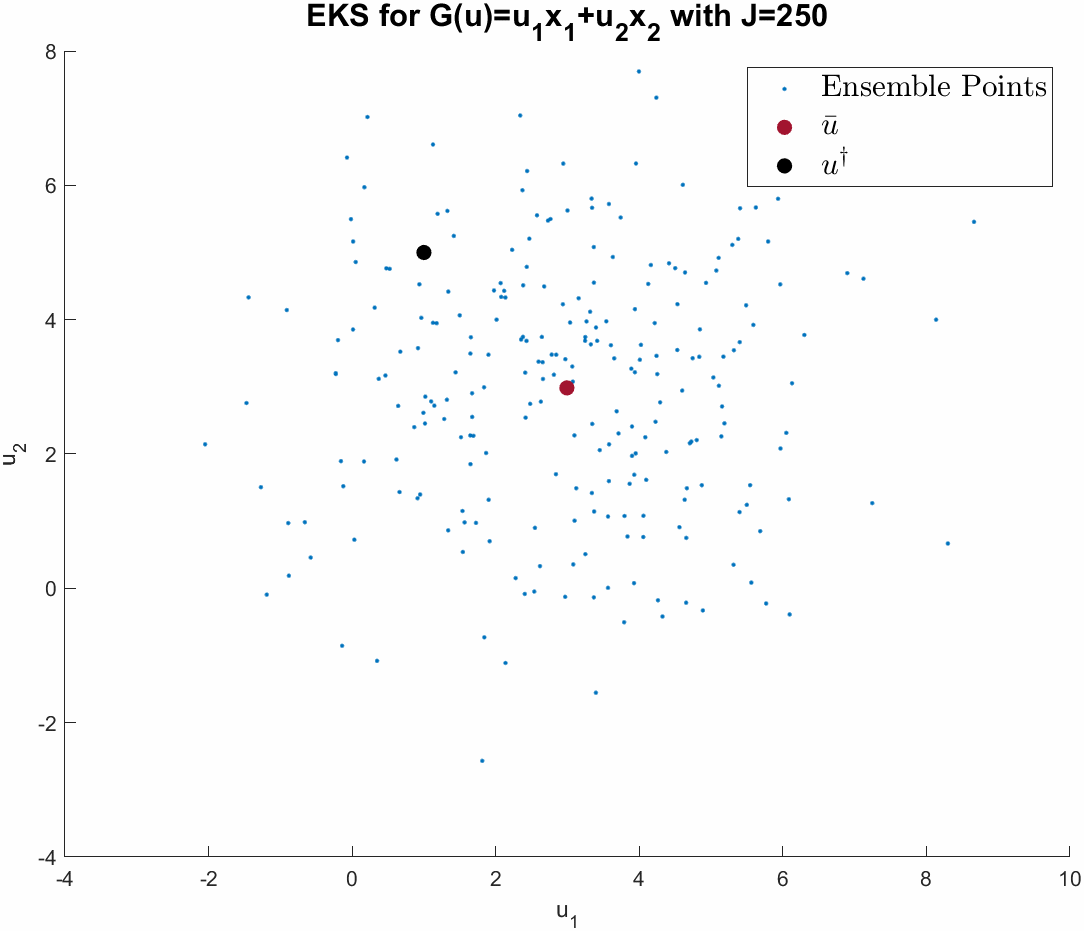 EKS for G(u)=u₁x₁+u₂x₂ with J=250
Ensemble Points
ū
u†
8
6
4
2
0
-2
-4
u₂
-4 -2 0 2 4 6 8 10
u₁